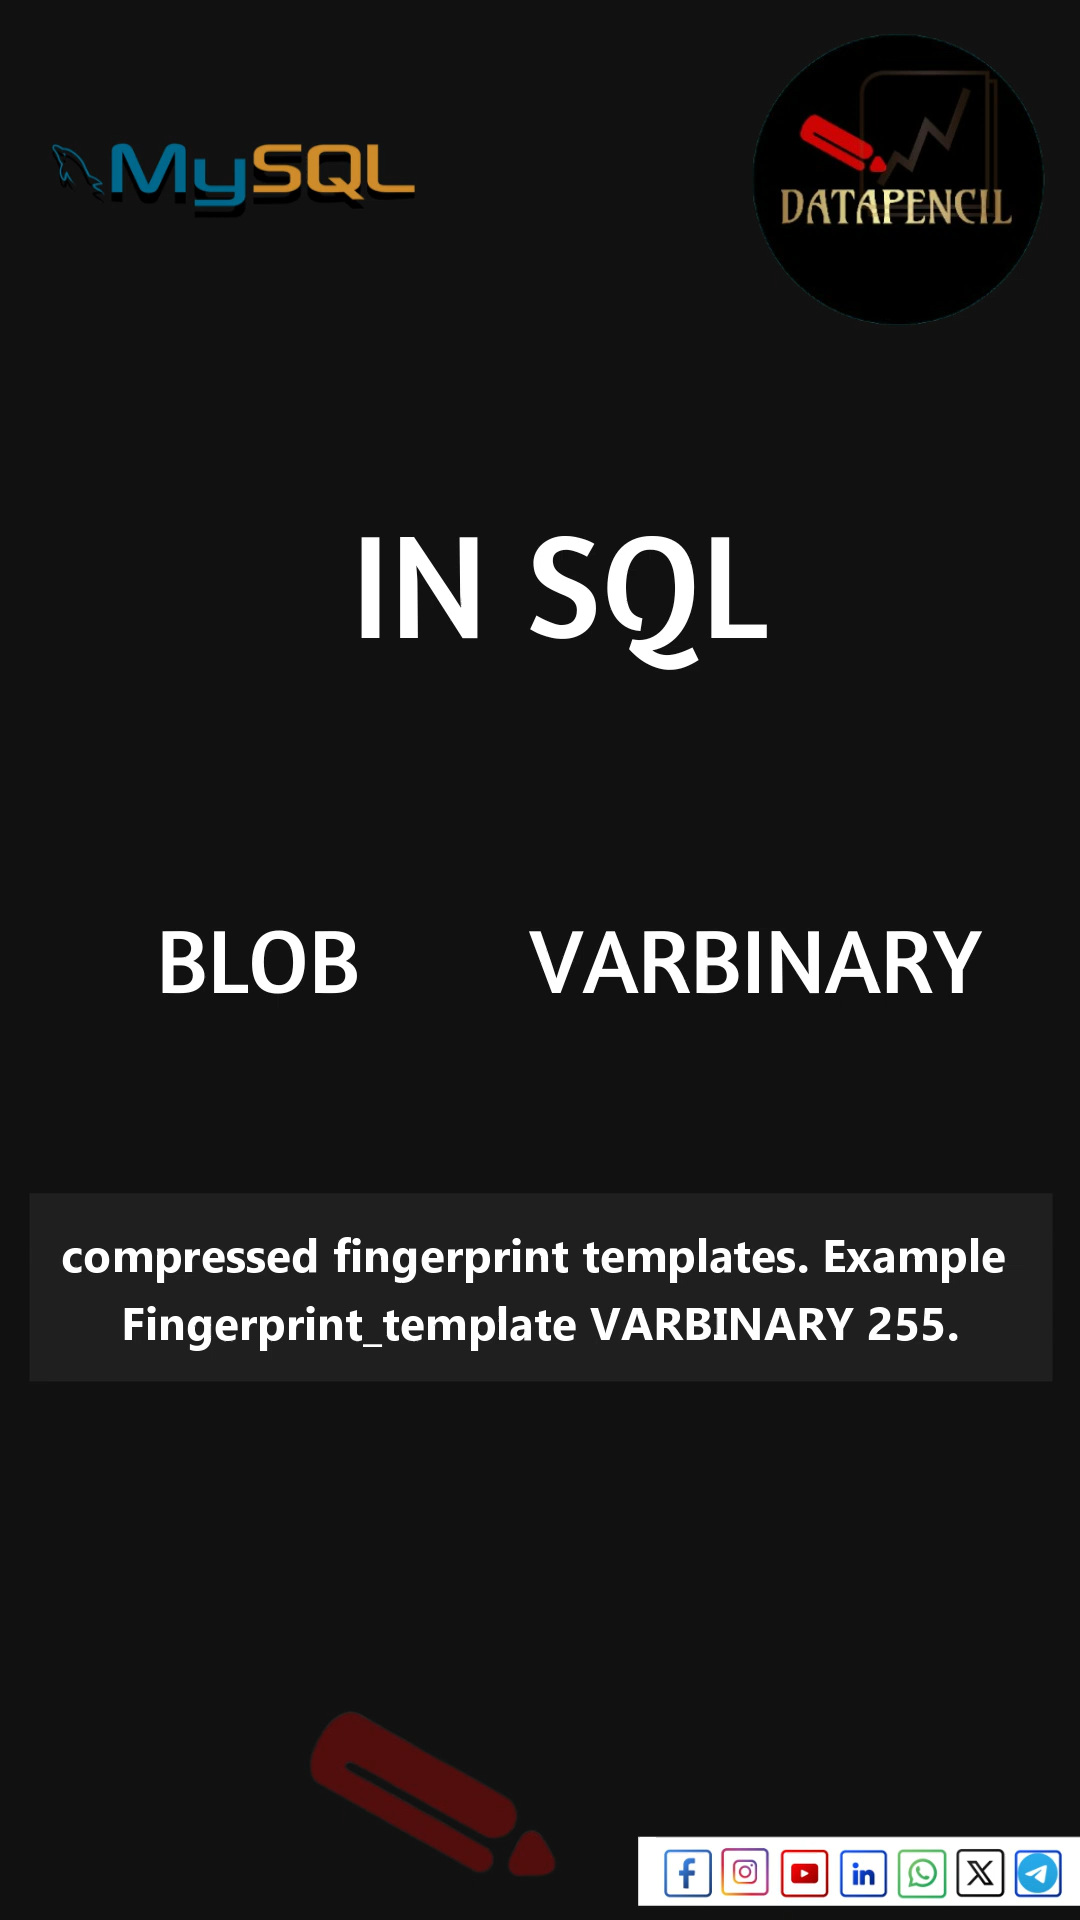 MySQL
DATAPENCIL
IN SQL
BLOB VARBINARY
compressed fingerprint templates. Example
Fingerprint_template VARBINARY 255.